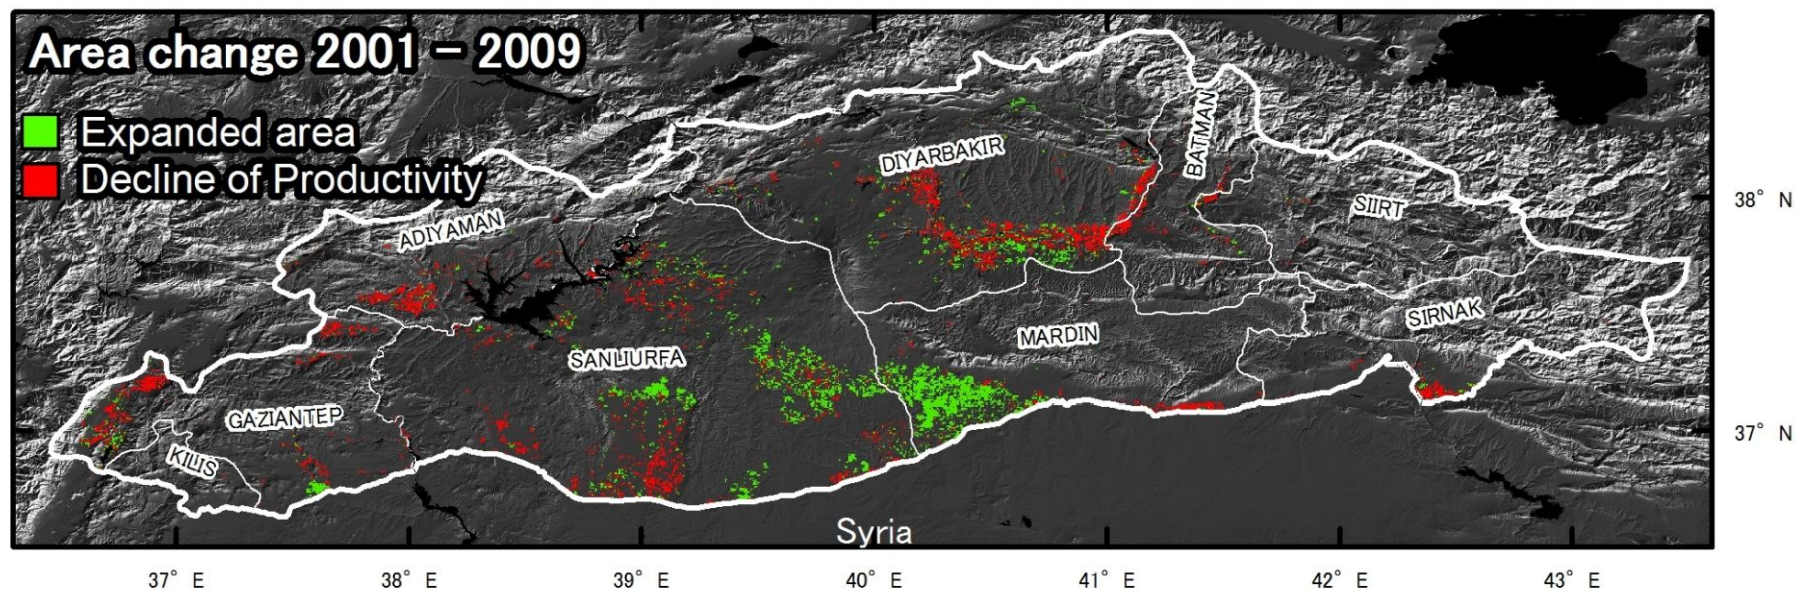 Area change 2001 – 2009
Expanded area
Decline of Productivity
BATMAN
DIYARBAKIR
38° N
SIIRT
ADIYAMAN
SIRNAK
MARDIN
SANLIURFA
GAZIANTEP
37° N
KILIS
Syria
37° E 38° E 39° E 40° E 41° E 42° E 43° E